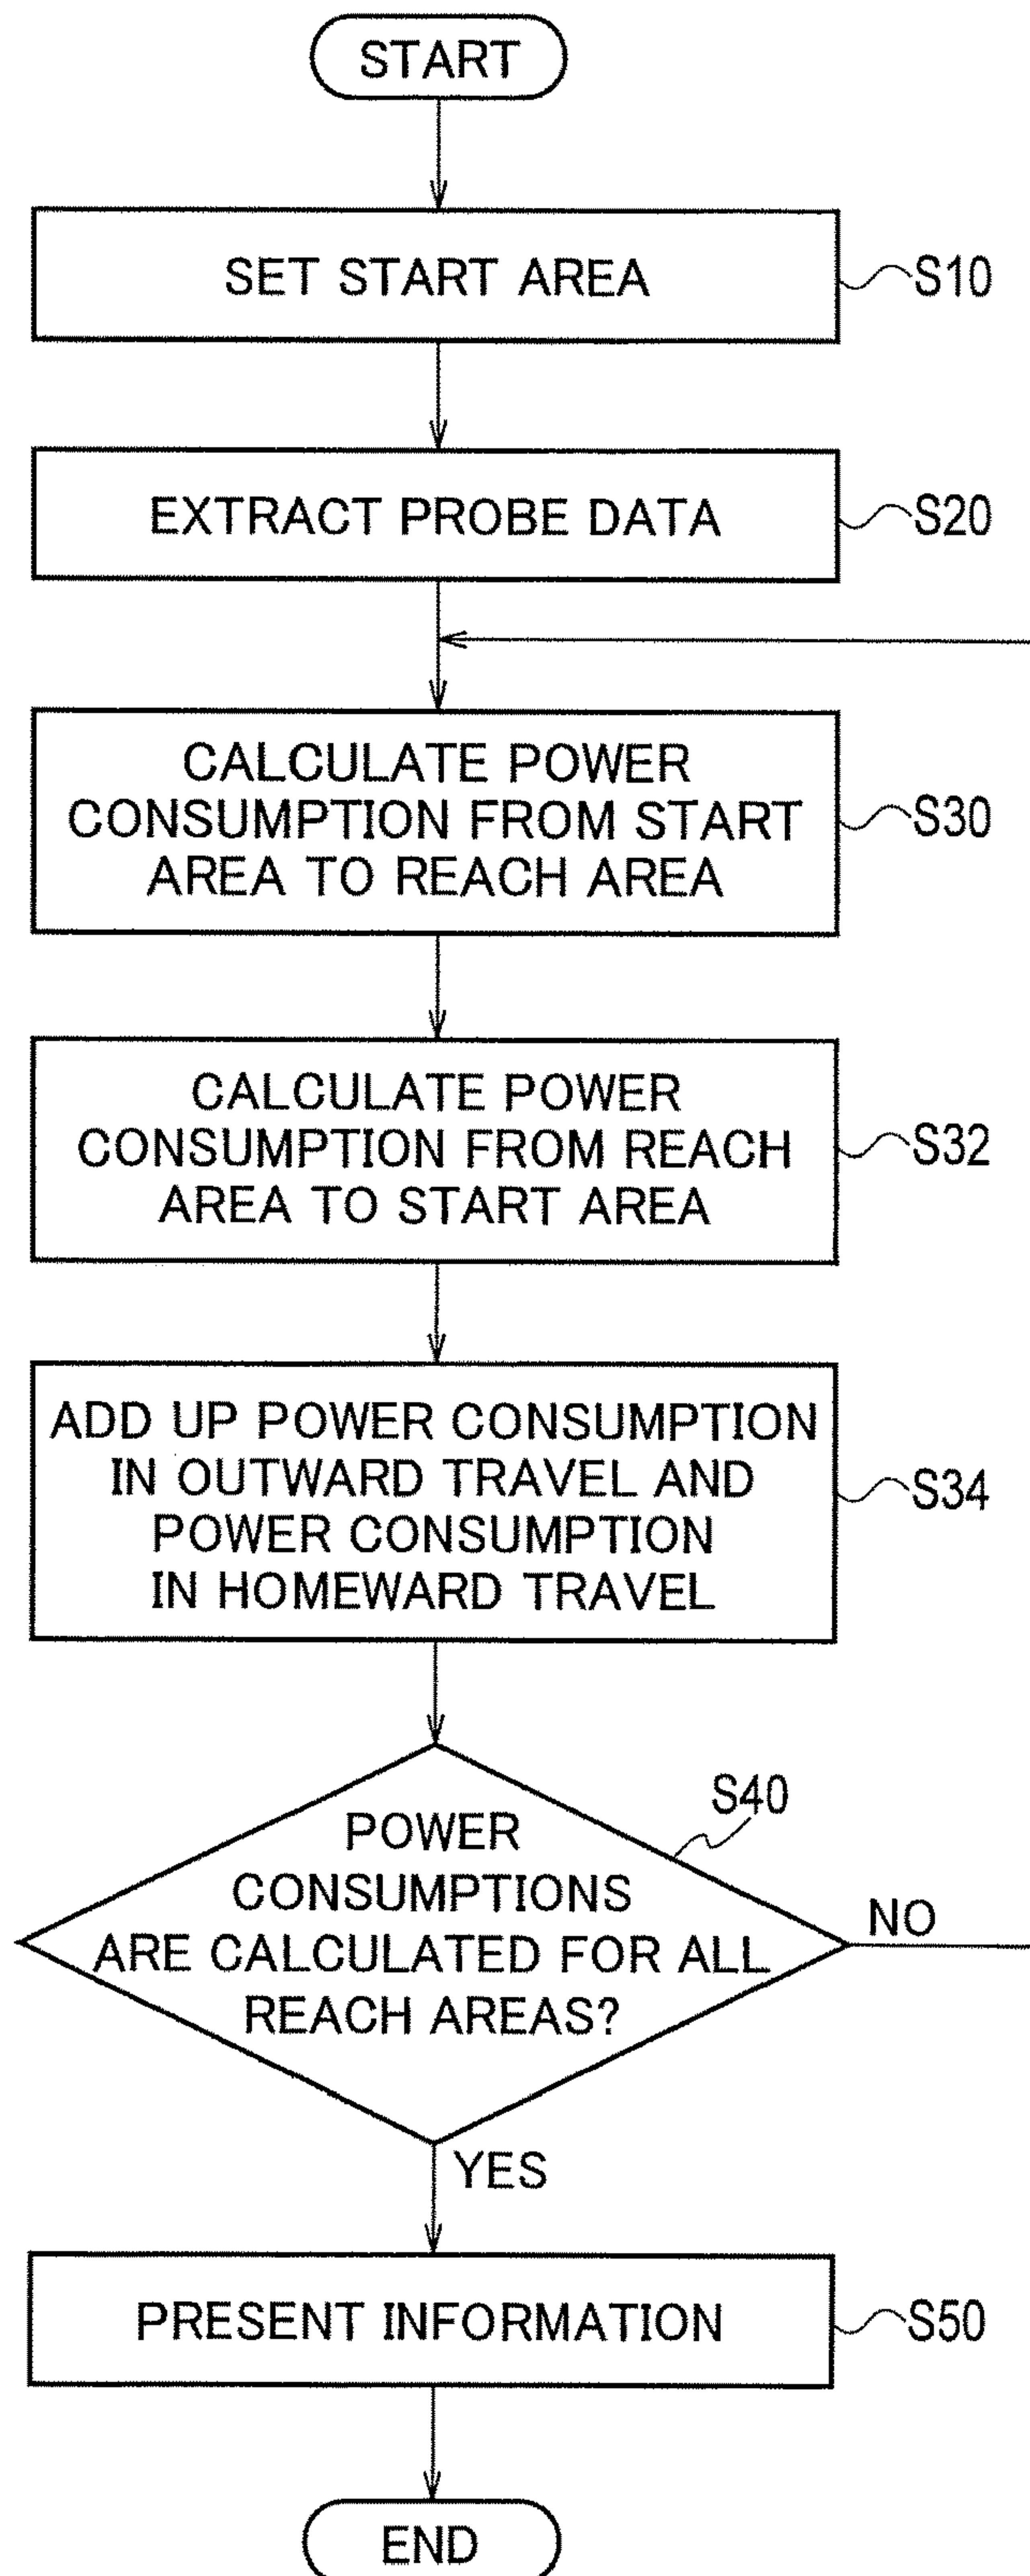 START
SET START AREA
S10
EXTRACT PROBE DATA
S20
CALCULATE POWER
CONSUMPTION FROM START
AREA TO REACH AREA
S30
CALCULATE POWER
CONSUMPTION FROM REACH
AREA TO START AREA
S32
ADD UP POWER CONSUMPTION
IN OUTWARD TRAVEL AND
POWER CONSUMPTION
IN HOMEWARD TRAVEL
S34
S40
POWER
CONSUMPTIONS
ARE CALCULATED FOR ALL
REACH AREAS?
NO
YES
PRESENT INFORMATION
S50
END